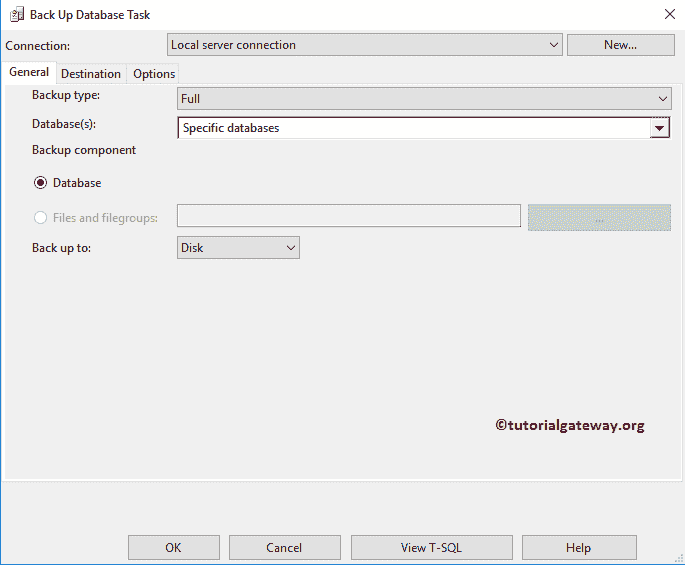 Back Up Database Task
Connection: Local server connection New...
General Destination Options
Backup type: Full
Database(s): Specific databases
Backup component
Database
Files and filegroups: ...
Back up to: Disk
©tutorialgateway.org
OK Cancel View T-SQL Help